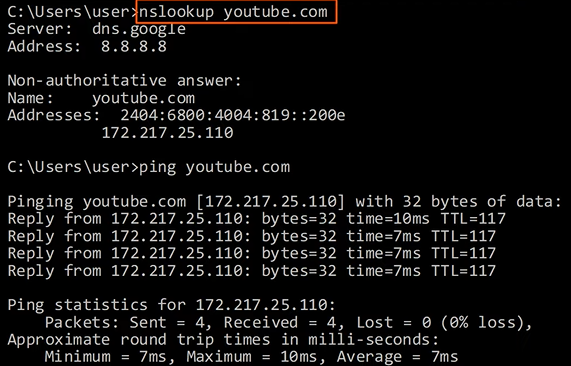 C:\Users\user>nslookup youtube.com
Server:  dns.google
Address:  8.8.8.8

Non-authoritative answer:
Name:    youtube.com
Addresses:  2404:6800:4004:819::200e
          172.217.25.110

C:\Users\user>ping youtube.com

Pinging youtube.com [172.217.25.110] with 32 bytes of data:
Reply from 172.217.25.110: bytes=32 time=10ms TTL=117
Reply from 172.217.25.110: bytes=32 time=7ms TTL=117
Reply from 172.217.25.110: bytes=32 time=7ms TTL=117
Reply from 172.217.25.110: bytes=32 time=7ms TTL=117

Ping statistics for 172.217.25.110:
    Packets: Sent = 4, Received = 4, Lost = 0 (0% loss),
Approximate round trip times in milli-seconds:
    Minimum = 7ms, Maximum = 10ms, Average = 7ms